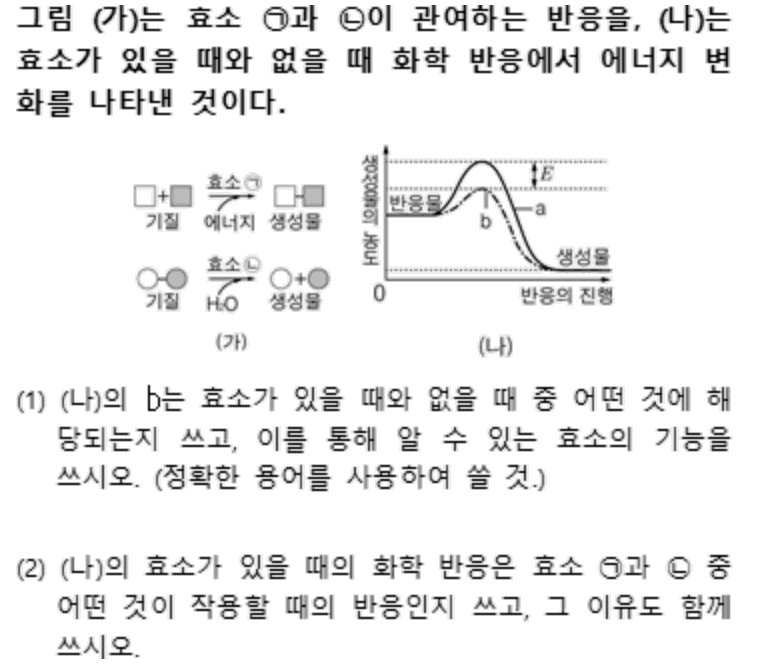 그림 (가)는 효소 ㉠과 ㉡이 관여하는 반응을, (나)는
효소가 있을 때와 없을 때 화학 반응에서 에너지 변
화를 나타낸 것이다.
효소 ㉠
기질 에너지 생성물
효소 ㉡
기질 H₂O 생성물
(가)
생성물의 농도
반응물
E
a
b
생성물
0
반응의 진행
(나)
(1) (나)의 b는 효소가 있을 때와 없을 때 중 어떤 것에 해
당되는지 쓰고, 이를 통해 알 수 있는 효소의 기능을
쓰시오. (정확한 용어를 사용하여 쓸 것.)
(2) (나)의 효소가 있을 때의 화학 반응은 효소 ㉠과 ㉡ 중
어떤 것이 작용할 때의 반응인지 쓰고, 그 이유도 함께
쓰시오.